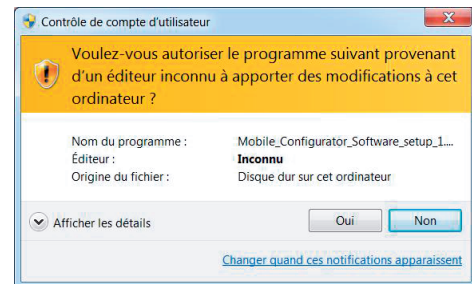 Contrôle de compte d'utilisateur
Voulez-vous autoriser le programme suivant provenant
d'un éditeur inconnu à apporter des modifications à cet
ordinateur ?
Nom du programme : Mobile_Configurator_Software_setup_1....
Éditeur : Inconnu
Origine du fichier : Disque dur sur cet ordinateur
Afficher les détails Oui Non
Changer quand ces notifications apparaissent